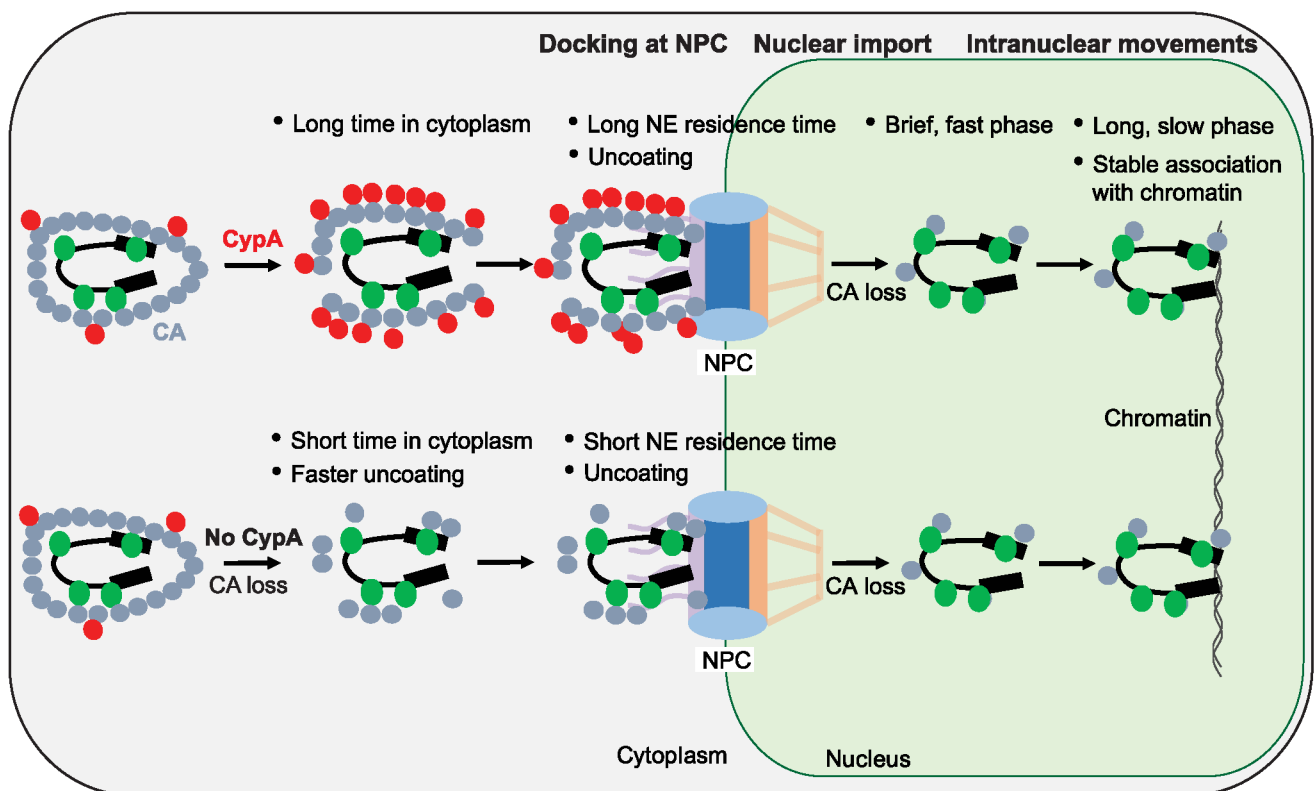 Docking at NPC Nuclear import Intranuclear movements
• Long time in cytoplasm
• Long NE residence time
• Uncoating
• Brief, fast phase
• Long, slow phase
• Stable association
with chromatin
CypA
CA
CA loss
NPC
Chromatin
• Short time in cytoplasm
• Faster uncoating
• Short NE residence time
• Uncoating
No CypA
CA loss
CA loss
NPC
Cytoplasm
Nucleus